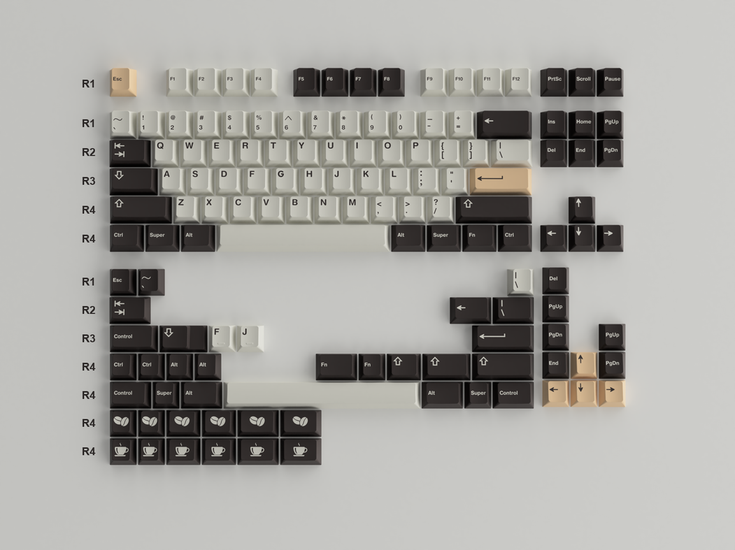 R1 Esc F1 F2 F3 F4 F5 F6 F7 F8 F9 F10 F11 F12 PrtSc Scroll Pause
R1 ~ ` ! 1 @ 2 # 3 $ 4 % 5 ^ 6 & 7 * 8 ( 9 ) 0 — - + = ← Ins Home PgUp
R2 Q W E R T Y U I O P { [ } ] | \ Del End PgDn
R3 A S D F G H J K L : ; " '
R4 ⇧ Z X C V B N M < , > . ? / ⇧ ↑
R4 Ctrl Super Alt Alt Super Fn Ctrl ← ↓ →
R1 Esc ~ ` | \ Del
R2 ← | \ PgUp
R3 Control F J PgDn PgUp
R4 Ctrl Ctrl Alt Alt Fn Fn ⇧ ⇧ ⇧ End ↑ PgDn
R4 Control Super Alt Alt Super Control ← ↓ →
R4
R4